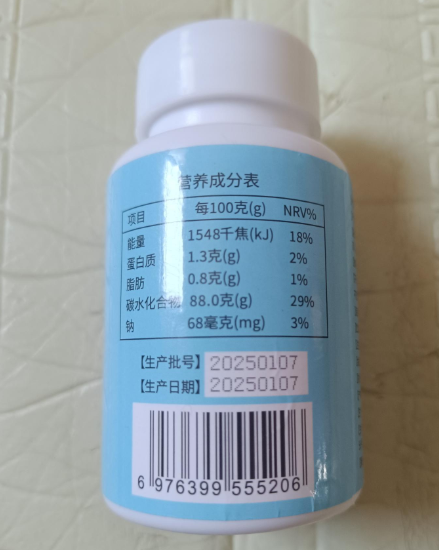 营养成分表
项目 每100克(g) NRV%
能量 1548千焦(kJ) 18%
蛋白质 1.3克(g) 2%
脂肪 0.8克(g) 1%
碳水化合物 88.0克(g) 29%
钠 68毫克(mg) 3%
【生产批号】 20250107
【生产日期】 20250107
6 976399 555206